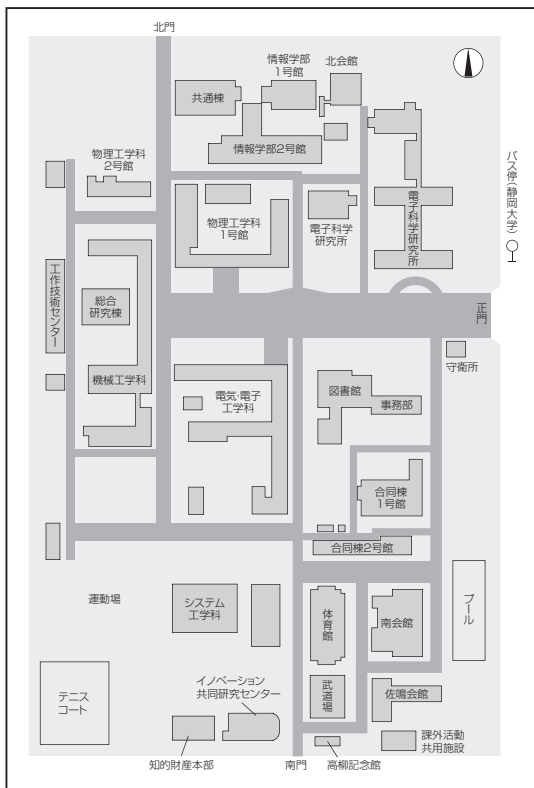 北門
情報学部
1号館
北会館
共通棟
情報学部2号館
物理工学科
2号館
バス停(静岡大学)
物理工学科
1号館
電子科学
研究所
電子科学研究所
工作技術センター
総合
研究棟
正門
守衛所
機械工学科
電気・電子
工学科
図書館
事務部
合同棟
1号館
合同棟2号館
運動場
システム
工学科
体育館
南会館
プール
テニス
コート
イノベーション
共同研究センター
武道場
佐鳴会館
知的財産本部
南門
高柳記念館
課外活動
共用施設